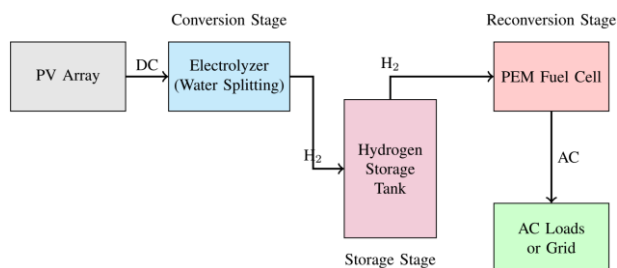 Conversion Stage
Reconversion Stage
PV Array
DC
Electrolyzer
(Water Splitting)
H₂
PEM Fuel Cell
H₂
Hydrogen
Storage
Tank
AC
Storage Stage
AC Loads
or Grid